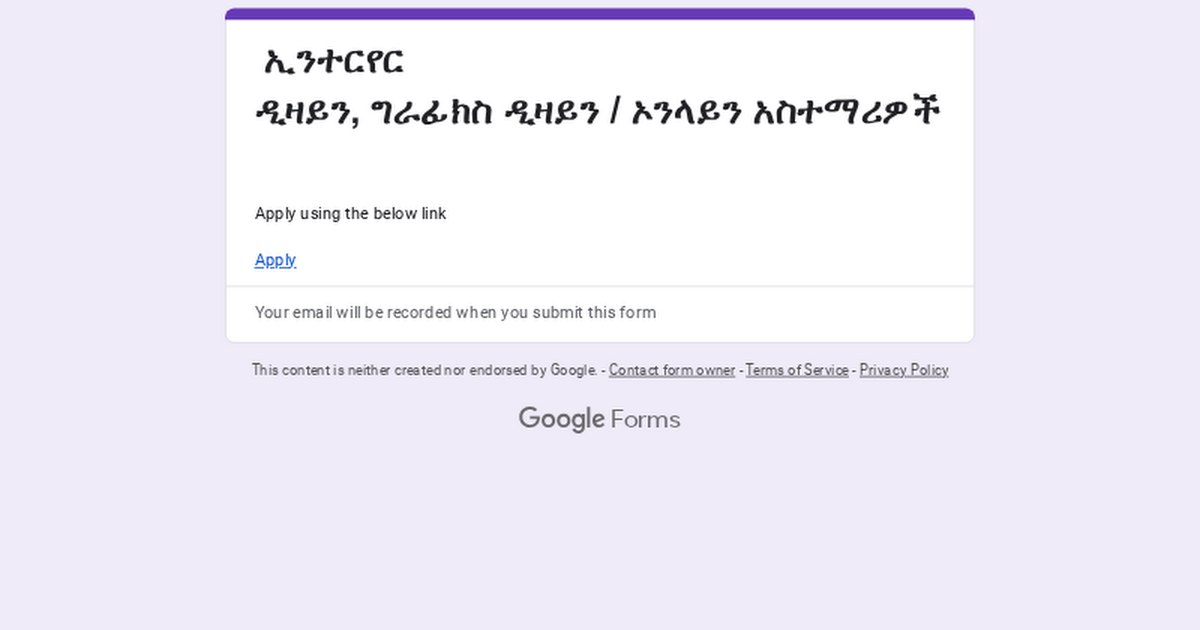 ኢንተርየር
ዲዛይን, ግራፊክስ ዲዛይን / ኦንላይን አስተማሪዎች
Apply using the below link
Apply
Your email will be recorded when you submit this form
This content is neither created nor endorsed by Google. - Contact form owner - Terms of Service - Privacy Policy
Google Forms